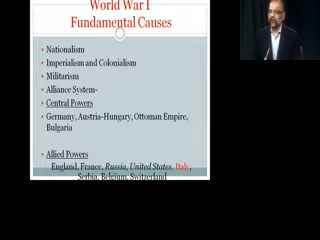 World War I
Fundamental Causes
Nationalism
Imperialism and Colonialism
Militarism
Alliance System-
Central Powers
Germany, Austria-Hungary, Ottoman Empire,
Bulgaria
Allied Powers
England, France, Russia, United States. Italy,
Serbia, Belgium, Switzerland